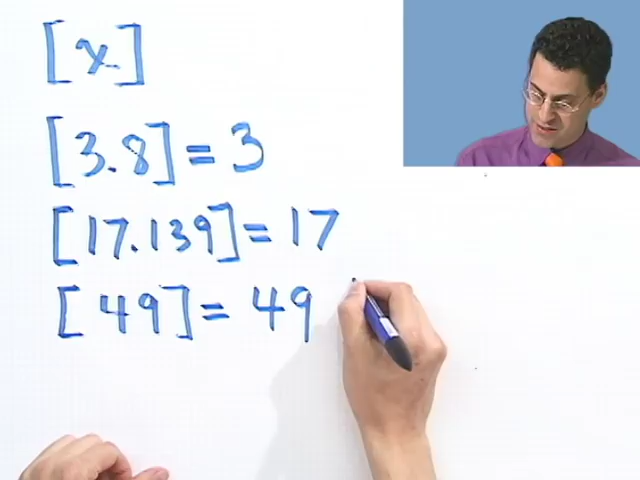 [x]
[3.8] = 3
[17.139] = 17
[49] = 49